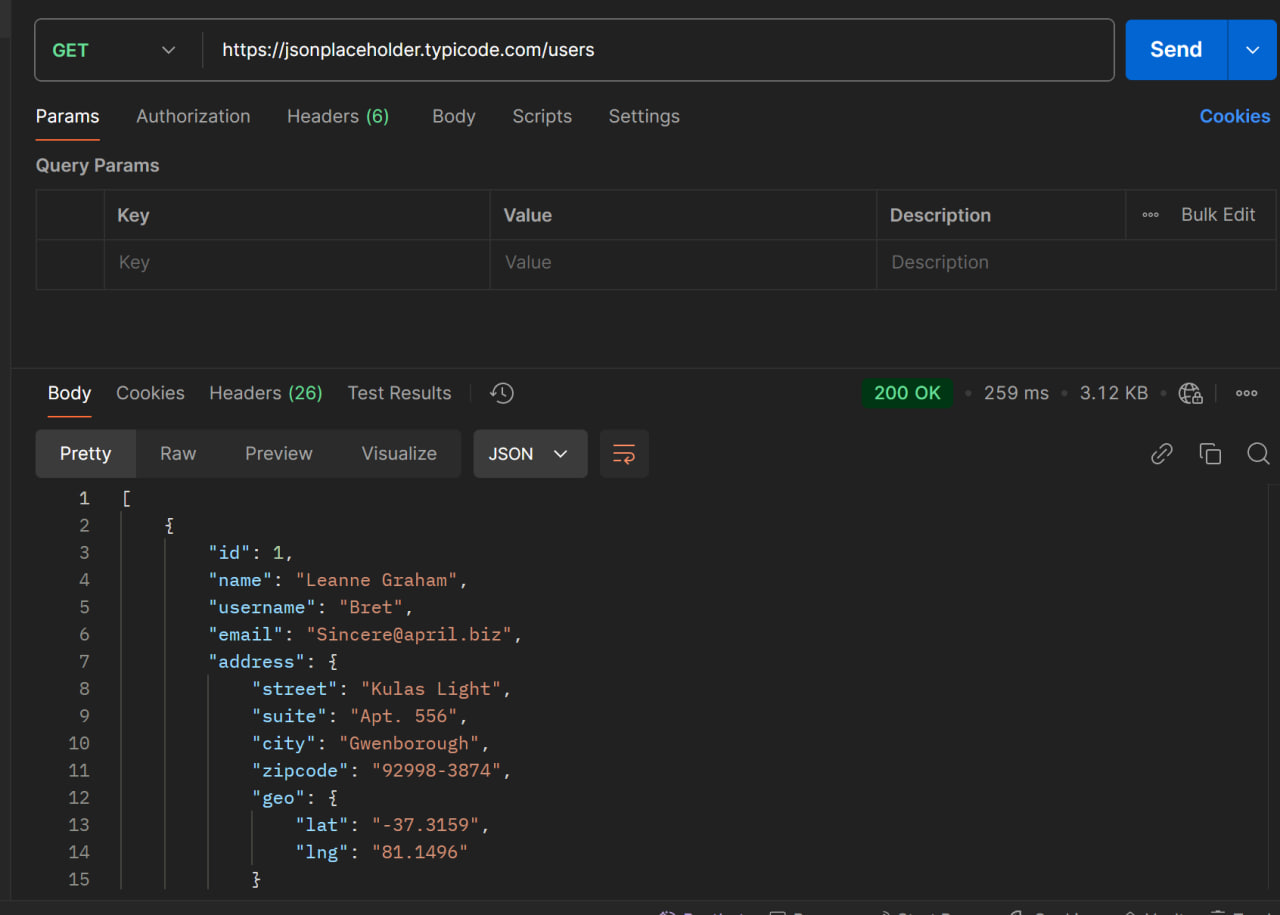 GET https://jsonplaceholder.typicode.com/users Send
Params Authorization Headers (6) Body Scripts Settings Cookies
Query Params
Key Value Description Bulk Edit
Key Value Description
Body Cookies Headers (26) Test Results 200 OK • 259 ms • 3.12 KB •
Pretty Raw Preview Visualize JSON
1 [
2 {
3 "id": 1,
4 "name": "Leanne Graham",
5 "username": "Bret",
6 "email": "Sincere@april.biz",
7 "address": {
8 "street": "Kulas Light",
9 "suite": "Apt. 556",
10 "city": "Gwenborough",
11 "zipcode": "92998-3874",
12 "geo": {
13 "lat": "-37.3159",
14 "lng": "81.1496"
15 }